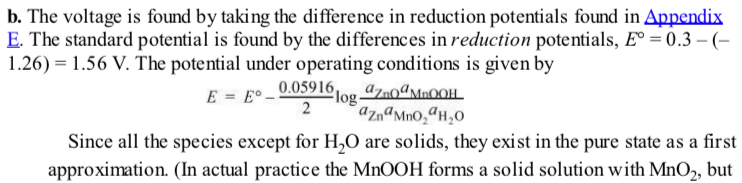 b. The voltage is found by taking the difference in reduction potentials found in Appendix
E. The standard potential is found by the differences in reduction potentials, E° = 0.3 – (–
1.26) = 1.56 V. The potential under operating conditions is given by
E = E° – 0.05916/2 log a_ZnO a_MnOOH / a_Zn a_MnO₂ a_H₂O
Since all the species except for H₂O are solids, they exist in the pure state as a first
approximation. (In actual practice the MnOOH forms a solid solution with MnO₂, but